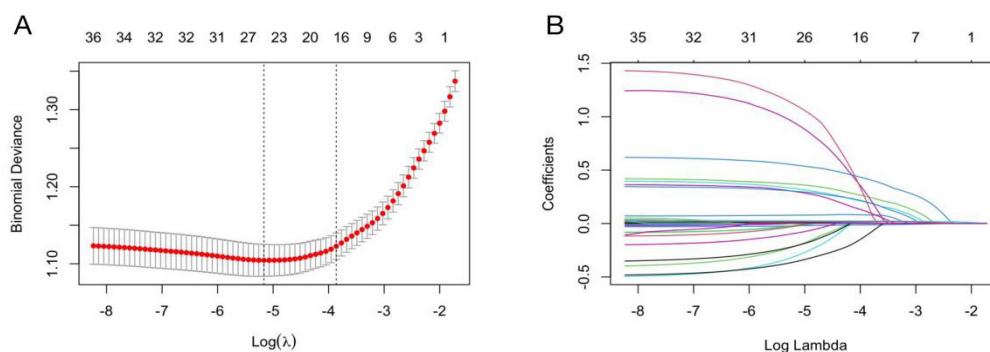 A
36 34 32 32 31 27 23 20 16 9 6 3 1
Binomial Deviance
1.30
1.20
1.10
-8 -7 -6 -5 -4 -3 -2
Log(λ)
B
35 32 31 26 16 7 1
Coefficients
1.5
1.0
0.5
0.0
-0.5
-8 -7 -6 -5 -4 -3 -2
Log Lambda